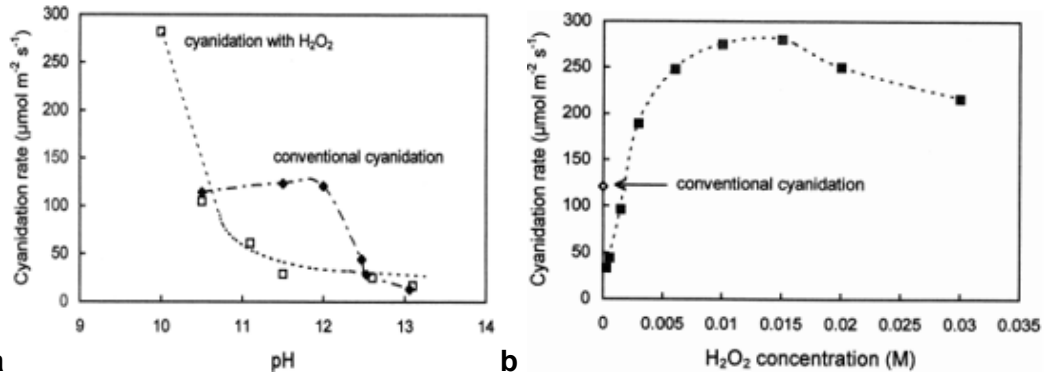 Cyanidation rate (µmol m⁻² s⁻¹)
300
250
200
150
100
50
0
cyanidation with H₂O₂
conventional cyanidation
9 10 11 12 13 14
pH
a
Cyanidation rate (µmol m⁻² s⁻¹)
300
250
200
150
100
50
0
conventional cyanidation
0 0.005 0.01 0.015 0.02 0.025 0.03 0.035
H₂O₂ concentration (M)
b